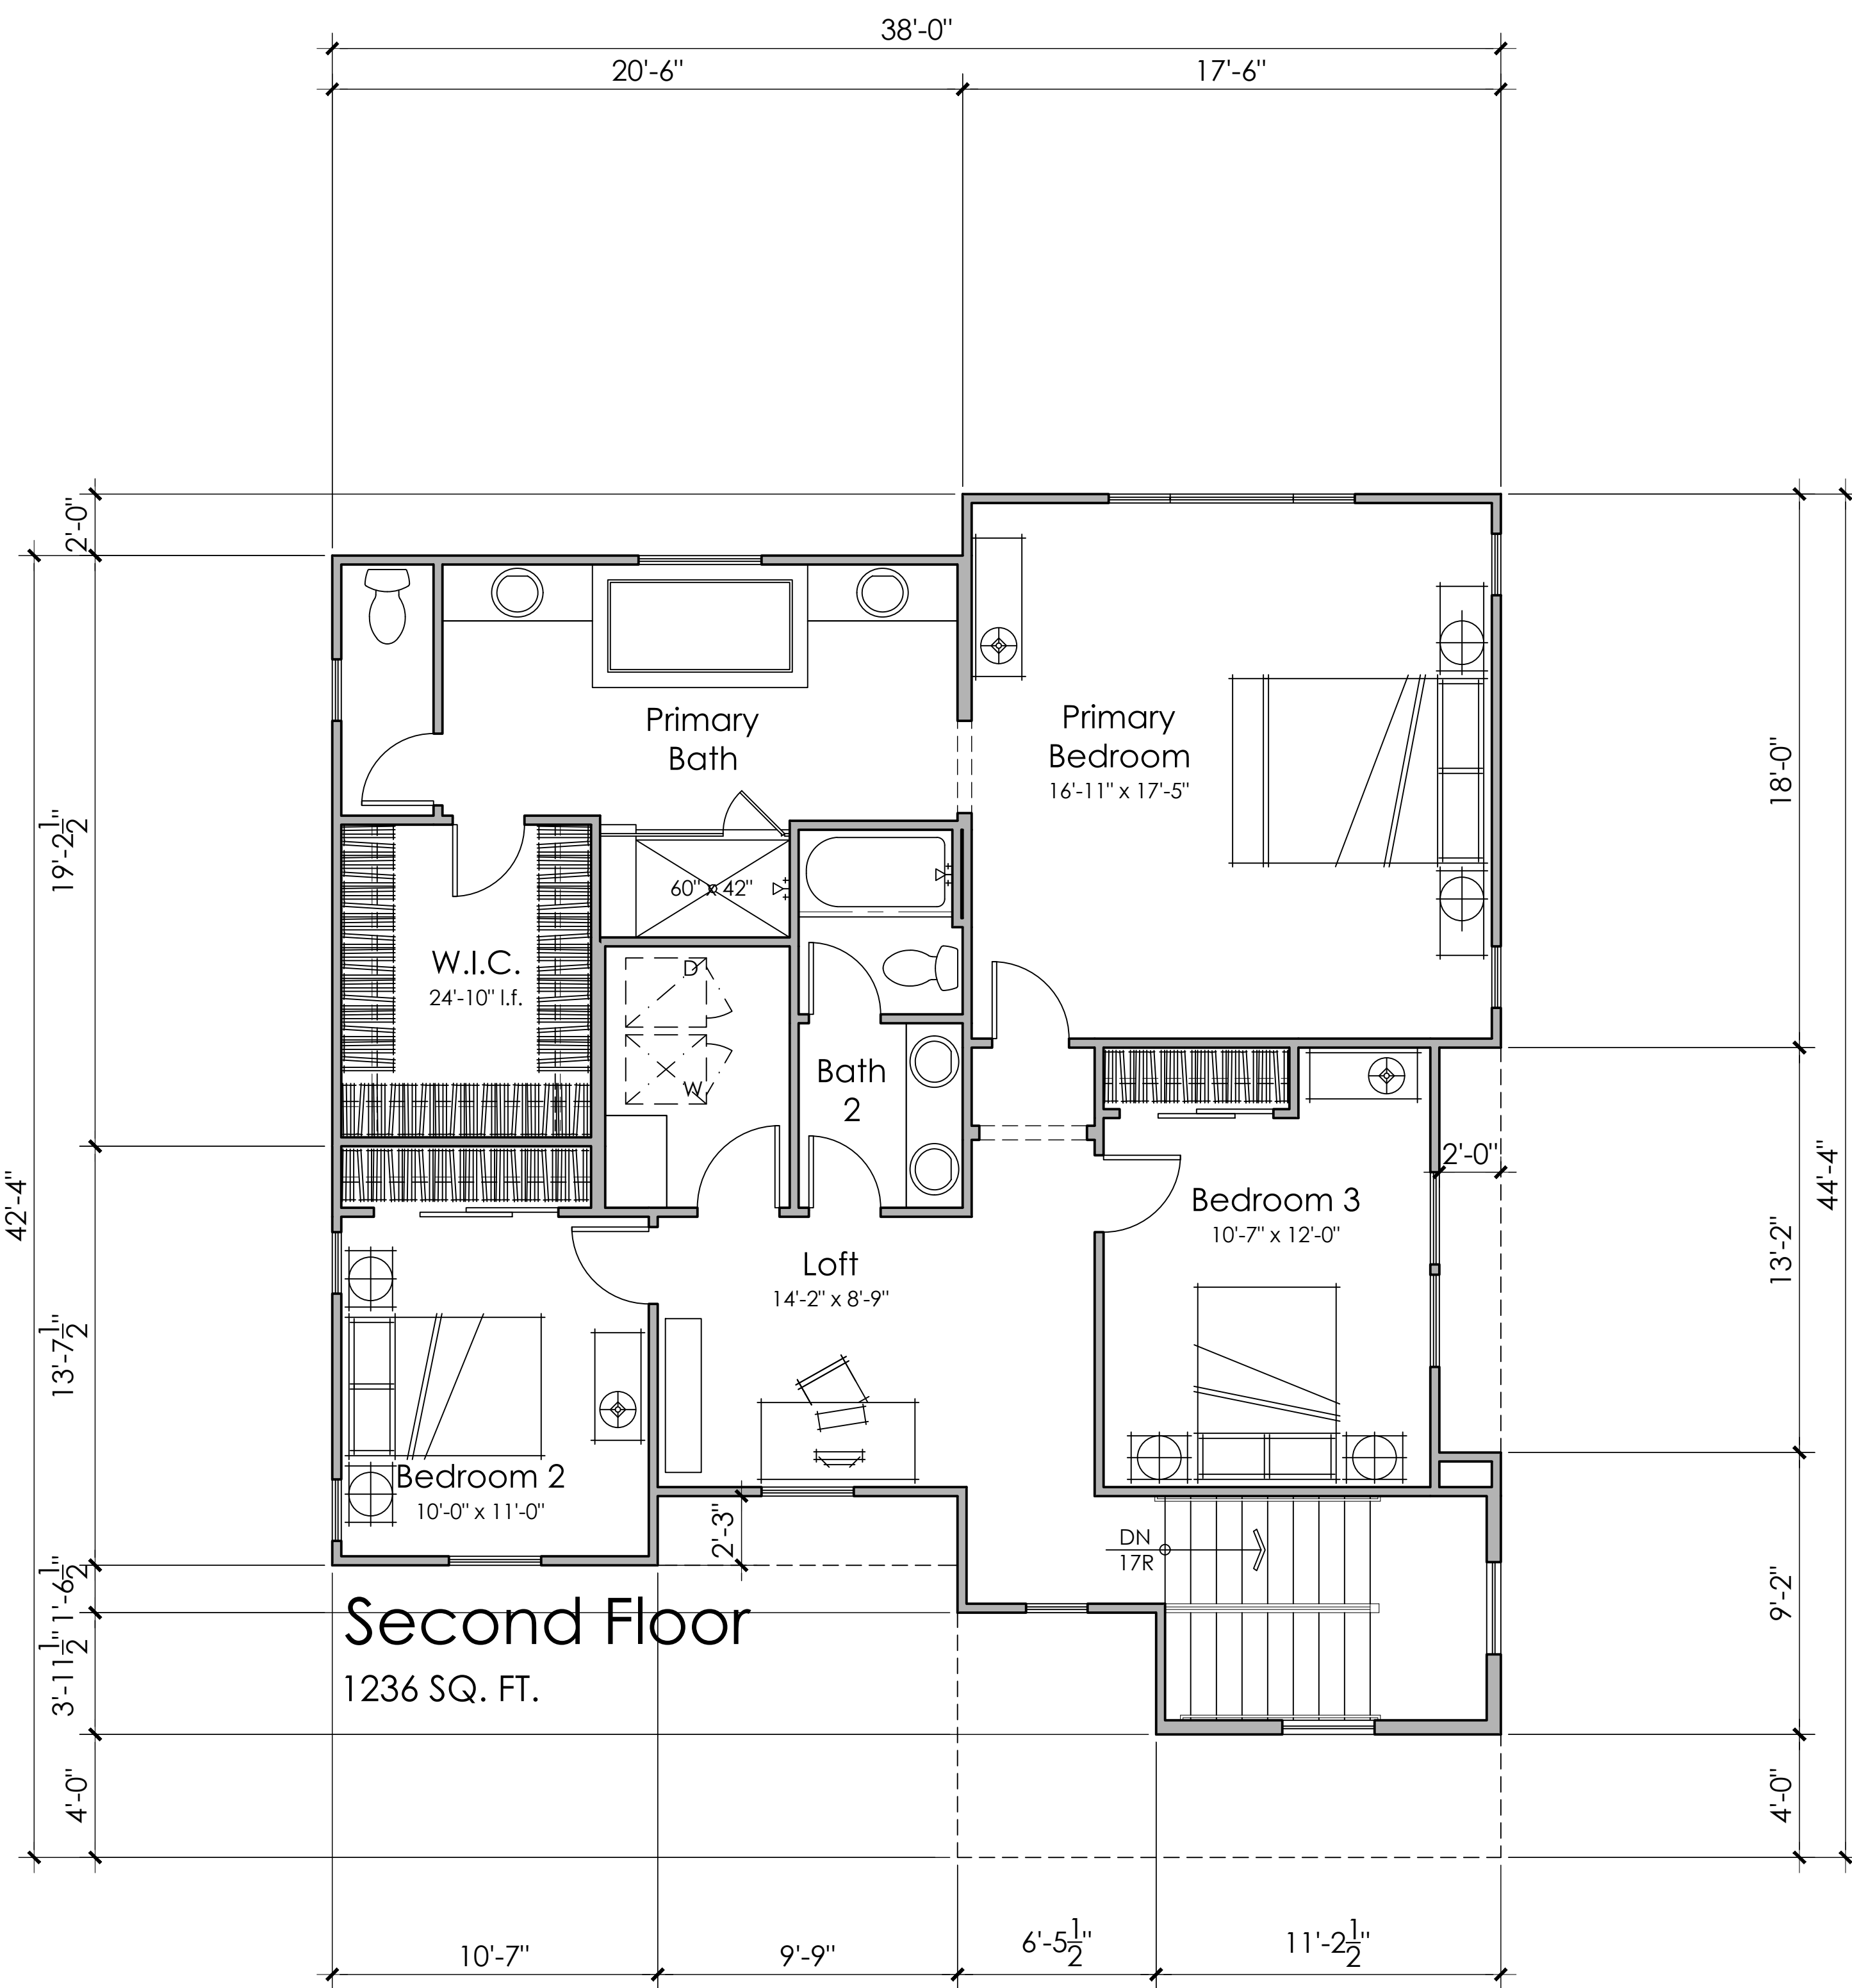 38'-0"
20'-6"
17'-6"
2'-0"
19'-2 1/2"
13'-7 1/2"
1'-6 1/2"
3'-11 1/2"
4'-0"
42'-4"
Primary
Bath
Primary
Bedroom
16'-11" x 17'-5"
18'-0"
60" x 42"
W.I.C.
24'-10" l.f.
D
W
Bath
2
2'-0"
44'-4"
Bedroom 3
10'-7" x 12'-0"
13'-2"
Loft
14'-2" x 8'-9"
Bedroom 2
10'-0" x 11'-0"
2'-3"
DN
17R
9'-2"
Second Floor
1236 SQ. FT.
4'-0"
10'-7"
9'-9"
6'-5 1/2"
11'-2 1/2"